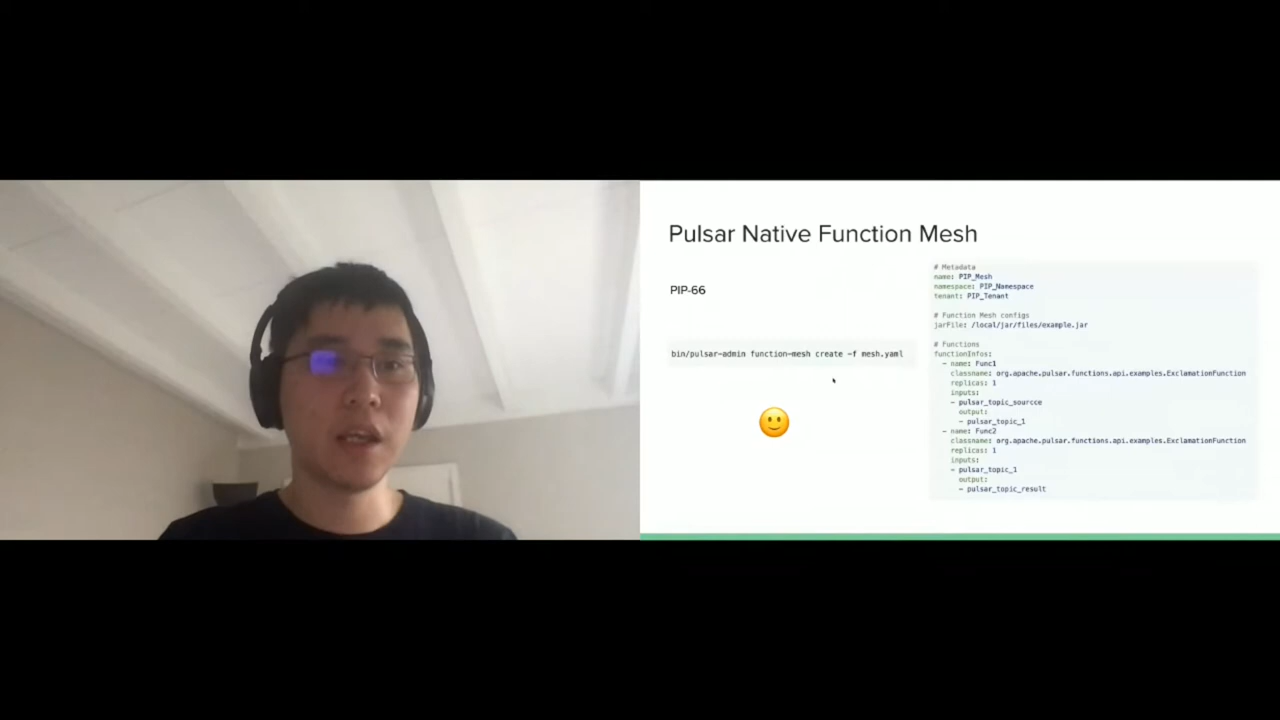 Pulsar Native Function Mesh
PIP-66
bin/pulsar-admin function-mesh create -f mesh.yaml
# Metadata
name: PIP_Mesh
namespace: PIP_Namespace
tenant: PIP_Tenant
# Function Mesh configs
jarFile: /local/jar/files/example.jar
# Functions
functionInfos:
- name: Func1
classname: org.apache.pulsar.functions.api.examples.ExclamationFunction
replicas: 1
inputs:
- pulsar_topic_sourcce
output:
- pulsar_topic_1
- name: Func2
classname: org.apache.pulsar.functions.api.examples.ExclamationFunction
replicas: 1
inputs:
- pulsar_topic_1
output:
- pulsar_topic_result